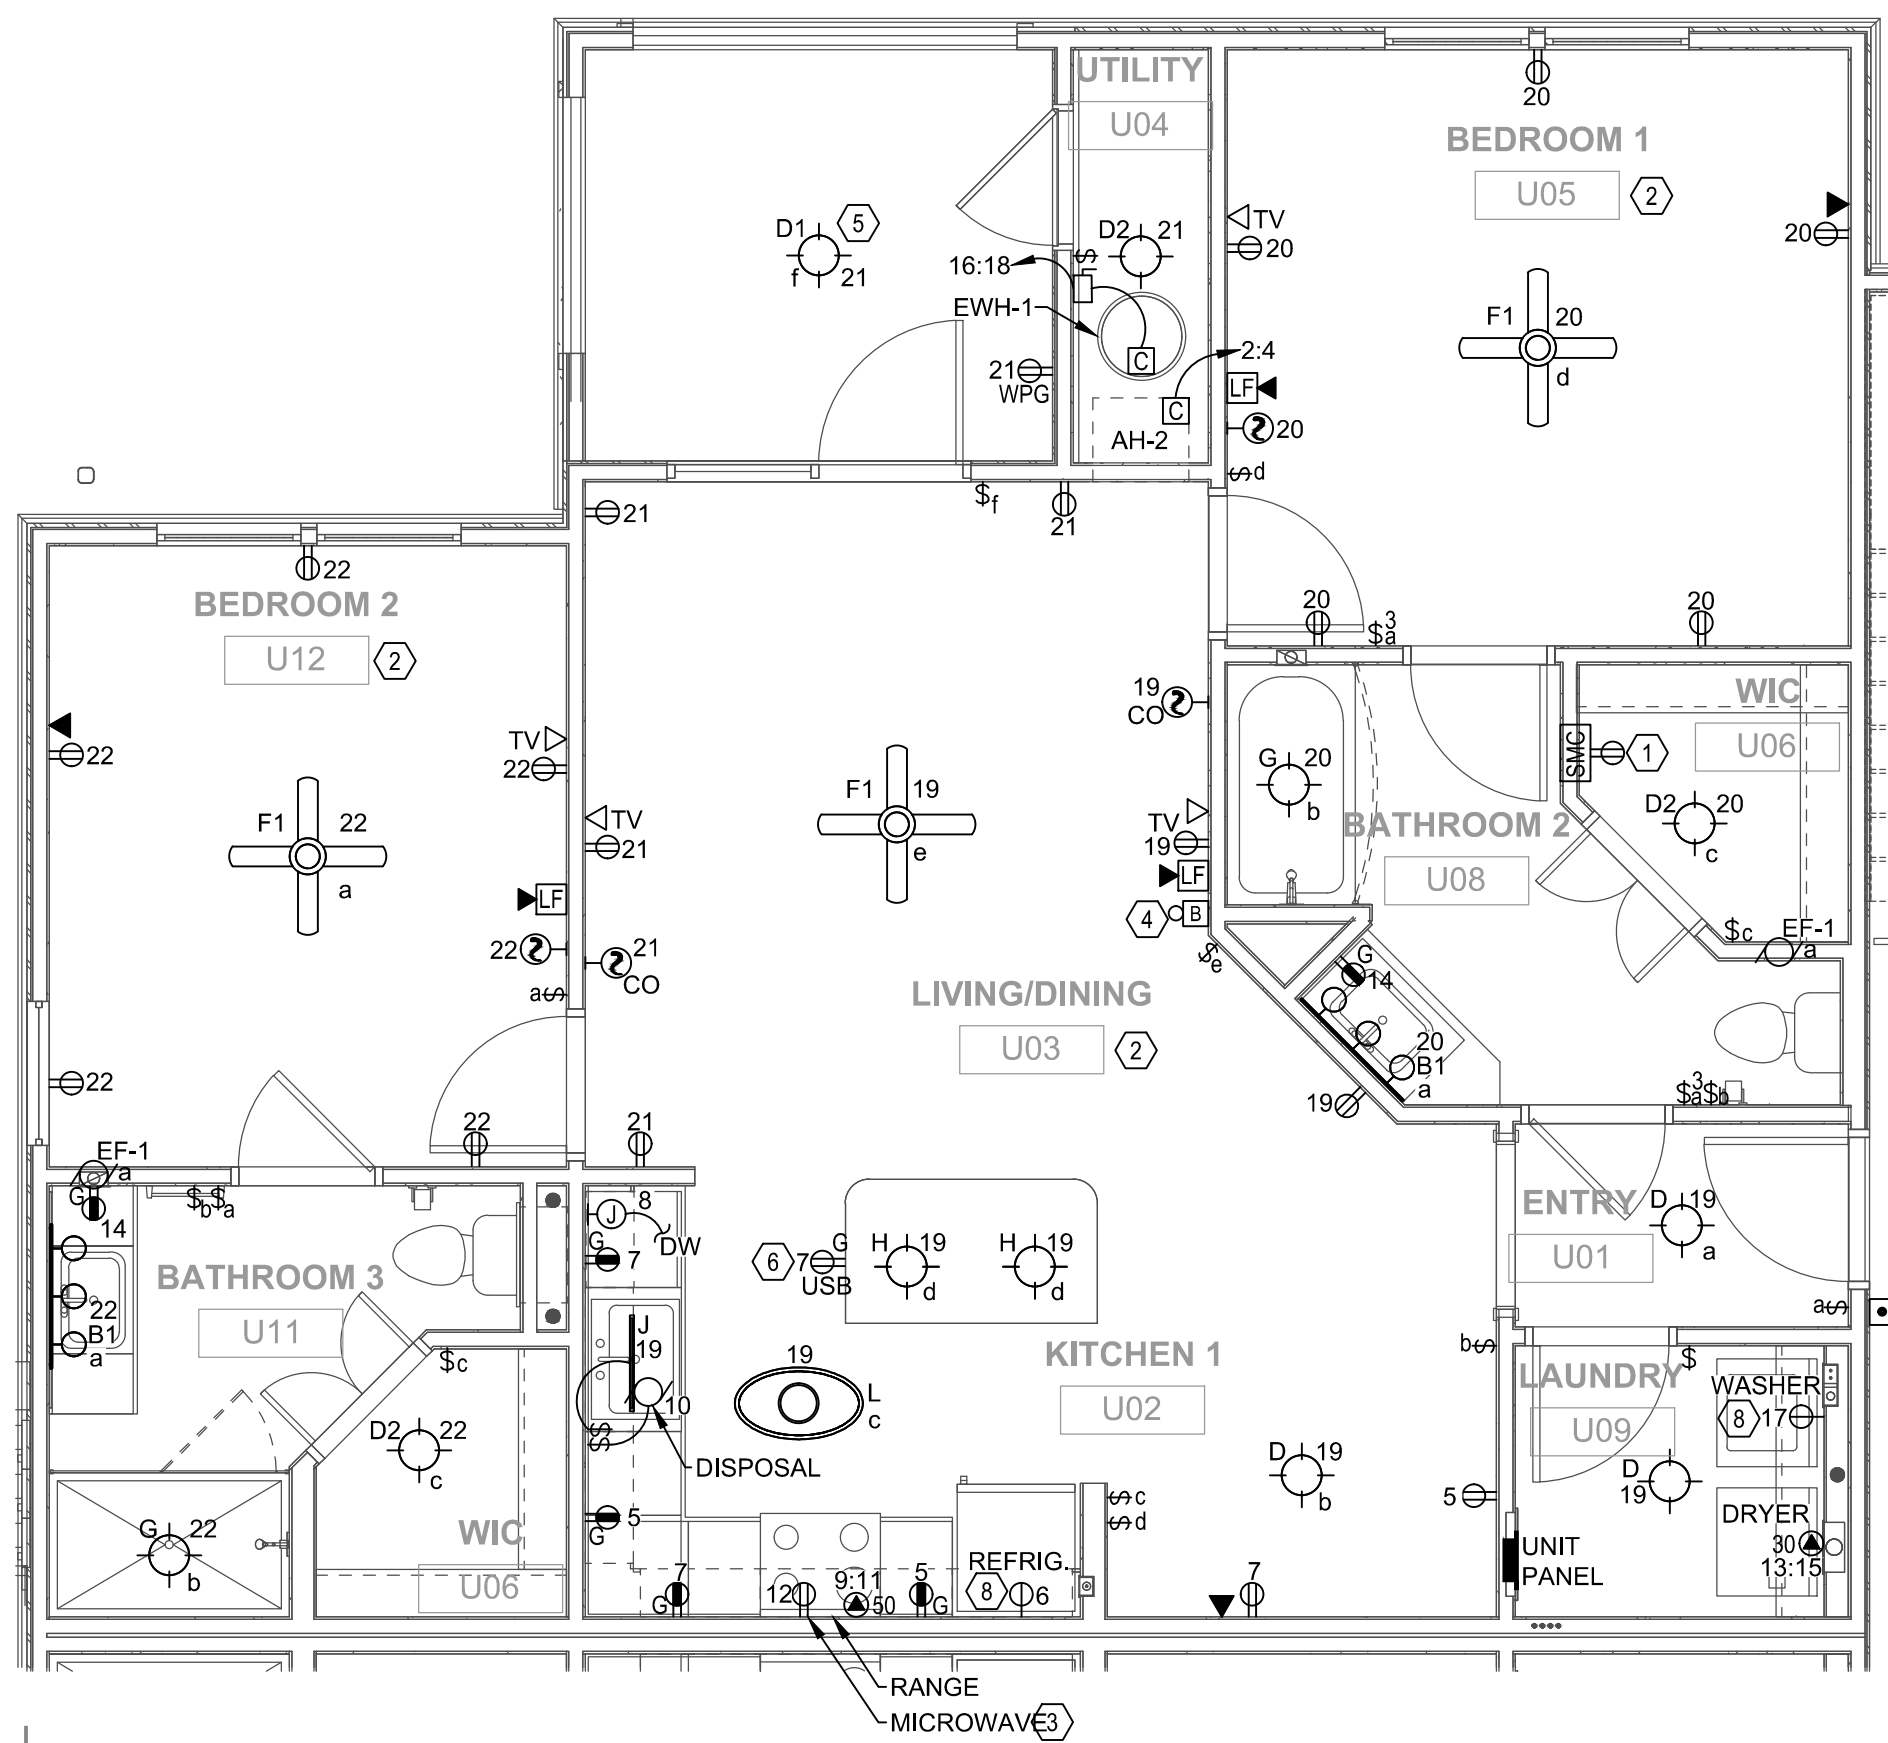 UTILITY
U04
20
BEDROOM 1
U05
2
D1
5
f
21
D2
21
$
TV
20
20
16:18
EWH-1
C
2:4
F1
20
d
21
WPG
LF
C
AH-2
20
$d
$f
21
21
22
BEDROOM 2
U12
2
20
$3a
20
WIC
U06
19
CO
SMC
1
G
20
b
D2
20
c
22
TV
22
TV
21
F1
22
a
F1
19
e
TV
19
BATHROOM 2
U08
LF
LF
4
B
22
21
CO
a$
$e
$c
EF-1
a
LIVING/DINING
U03
2
G
14
20
B1
a
19
$3a$b
22
22
21
EF-1
a
G
14
$b$a
J
8
DW
G
7
6
7
G
USB
H
19
d
H
19
d
ENTRY
U01
D
19
a
a$
BATHROOM 3
U11
22
B1
a
$c
J
19
10
$
$
19
L
c
KITCHEN 1
U02
b$
$
LAUNDRY
U09
WASHER
8
17
D2
22
c
DISPOSAL
D
19
b
D
19
5
$c
$d
G
22
b
WIC
U06
5
G
7
G
12
9:11
50
5
G
REFRIG.
8
6
7
UNIT
PANEL
DRYER
30
13:15
RANGE
MICROWAVE
3